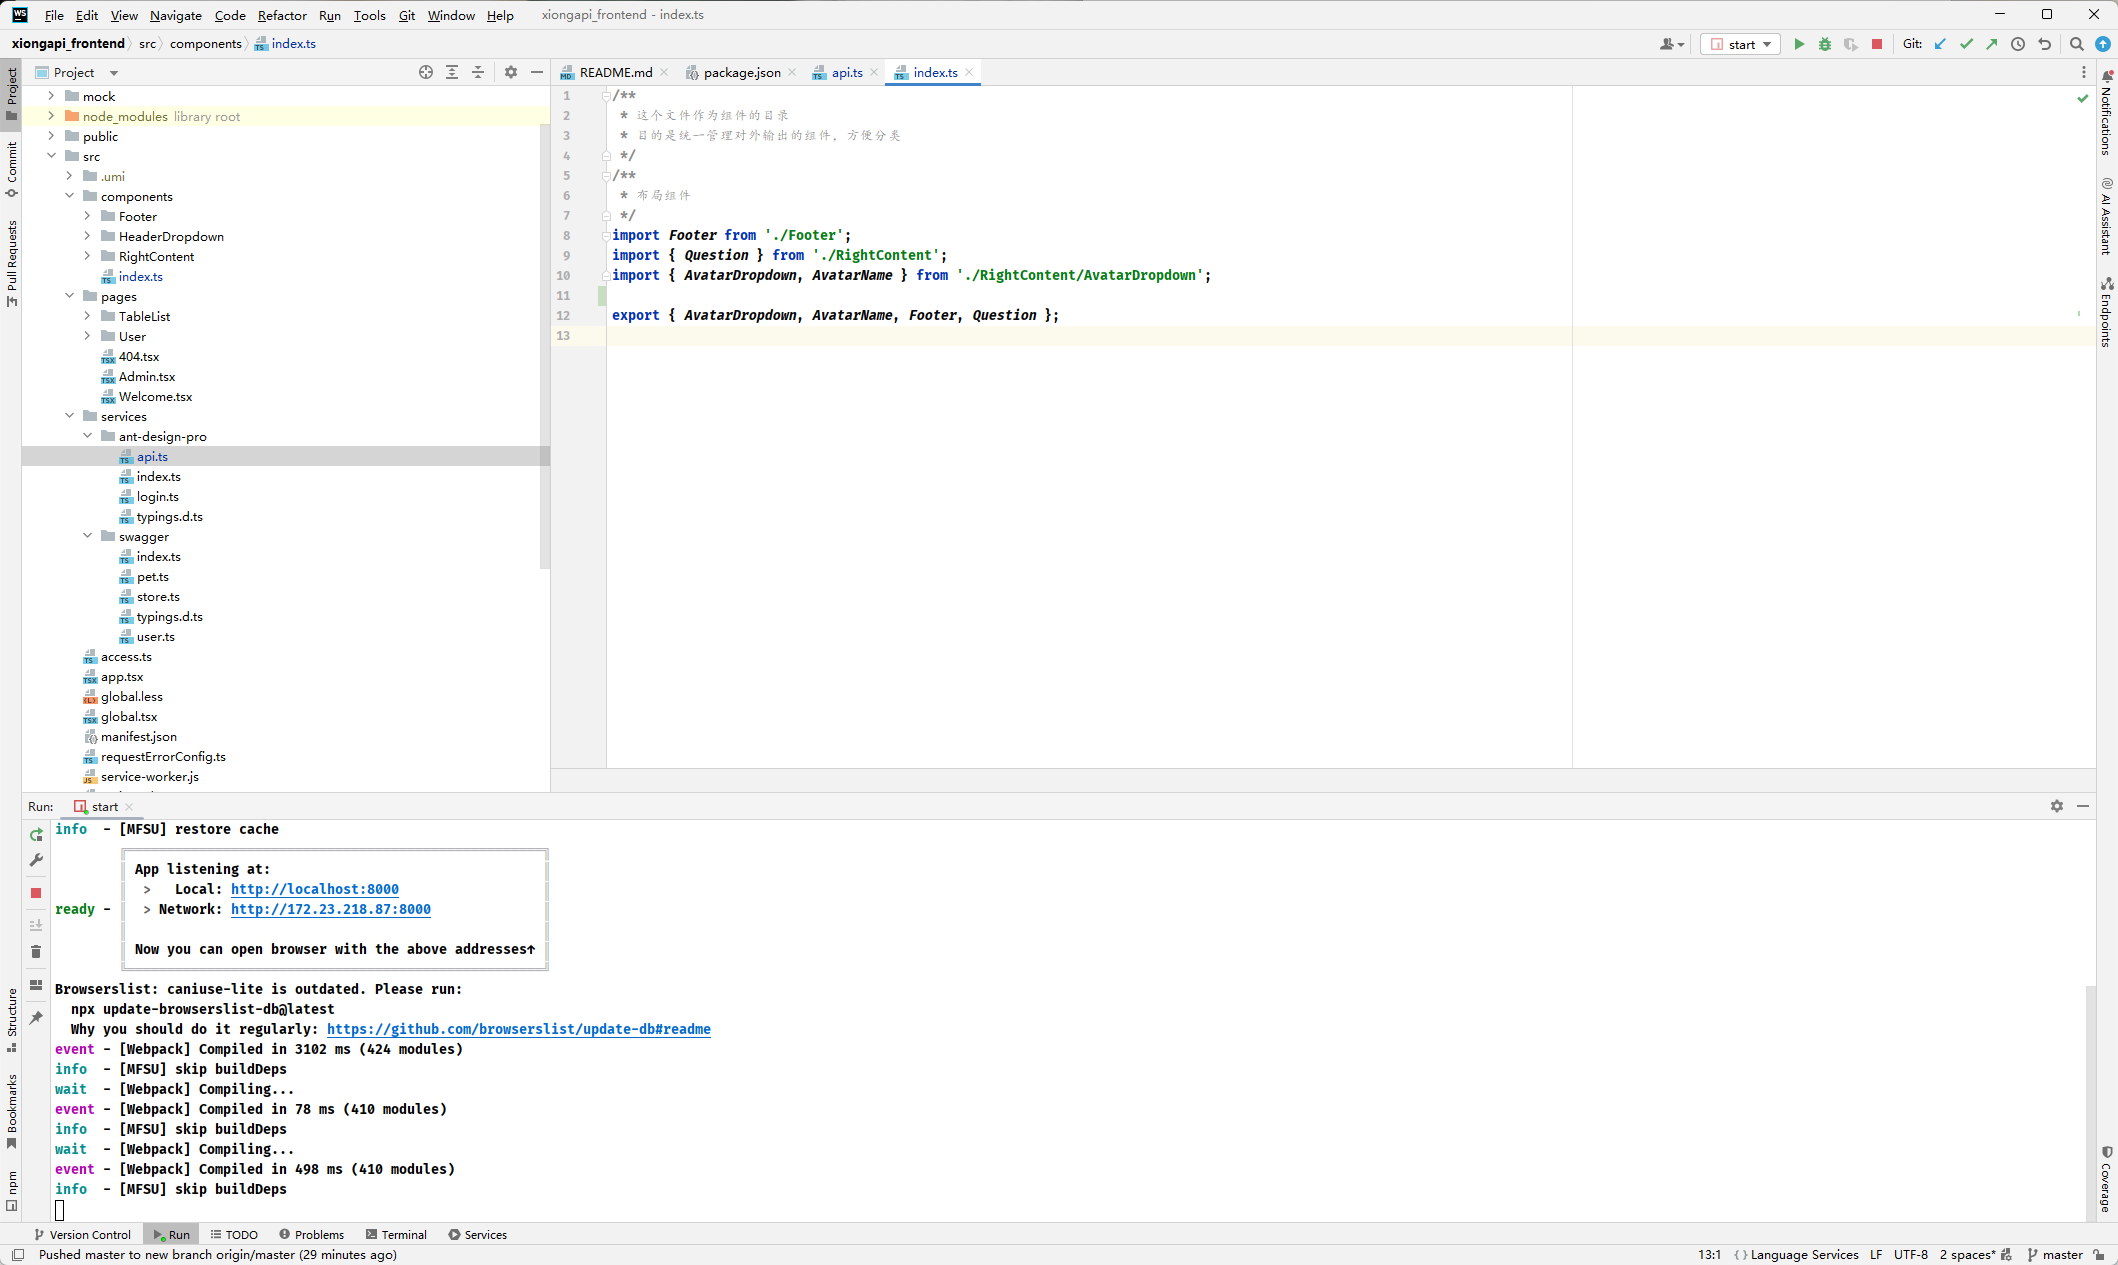 WS File Edit View Navigate Code Refactor Run Tools Git Window Help xiongapi_frontend - index.ts
xiongapi_frontend src components index.ts
start Git:
Project
README.md package.json api.ts index.ts
mock
node_modules library root
public
src
.umi
components
Footer
HeaderDropdown
RightContent
index.ts
pages
TableList
User
404.tsx
Admin.tsx
Welcome.tsx
services
ant-design-pro
api.ts
index.ts
login.ts
typings.d.ts
swagger
index.ts
pet.ts
store.ts
typings.d.ts
user.ts
access.ts
app.tsx
global.less
global.tsx
manifest.json
requestErrorConfig.ts
service-worker.js
1 /**
2 * 这个文件作为组件的目录
3 * 目的是统一管理对外输出的组件，方便分类
4 */
5 /**
6 * 布局组件
7 */
8 import Footer from './Footer';
9 import { Question } from './RightContent';
10 import { AvatarDropdown, AvatarName } from './RightContent/AvatarDropdown';
11
12 export { AvatarDropdown, AvatarName, Footer, Question };
13
Project
Commit
Pull Requests
Structure
Bookmarks
npm
Notifications
AI Assistant
Endpoints
Coverage
Run: start
info - [MFSU] restore cache
App listening at:
> Local: http://localhost:8000
ready - > Network: http://172.23.218.87:8000
Now you can open browser with the above addresses↑
Browserslist: caniuse-lite is outdated. Please run:
npx update-browserslist-db@latest
Why you should do it regularly: https://github.com/browserslist/update-db#readme
event - [Webpack] Compiled in 3102 ms (424 modules)
info - [MFSU] skip buildDeps
wait - [Webpack] Compiling...
event - [Webpack] Compiled in 78 ms (410 modules)
info - [MFSU] skip buildDeps
wait - [Webpack] Compiling...
event - [Webpack] Compiled in 498 ms (410 modules)
info - [MFSU] skip buildDeps
Version Control Run TODO Problems Terminal Services
Pushed master to new branch origin/master (29 minutes ago) 13:1 {} Language Services LF UTF-8 2 spaces* master